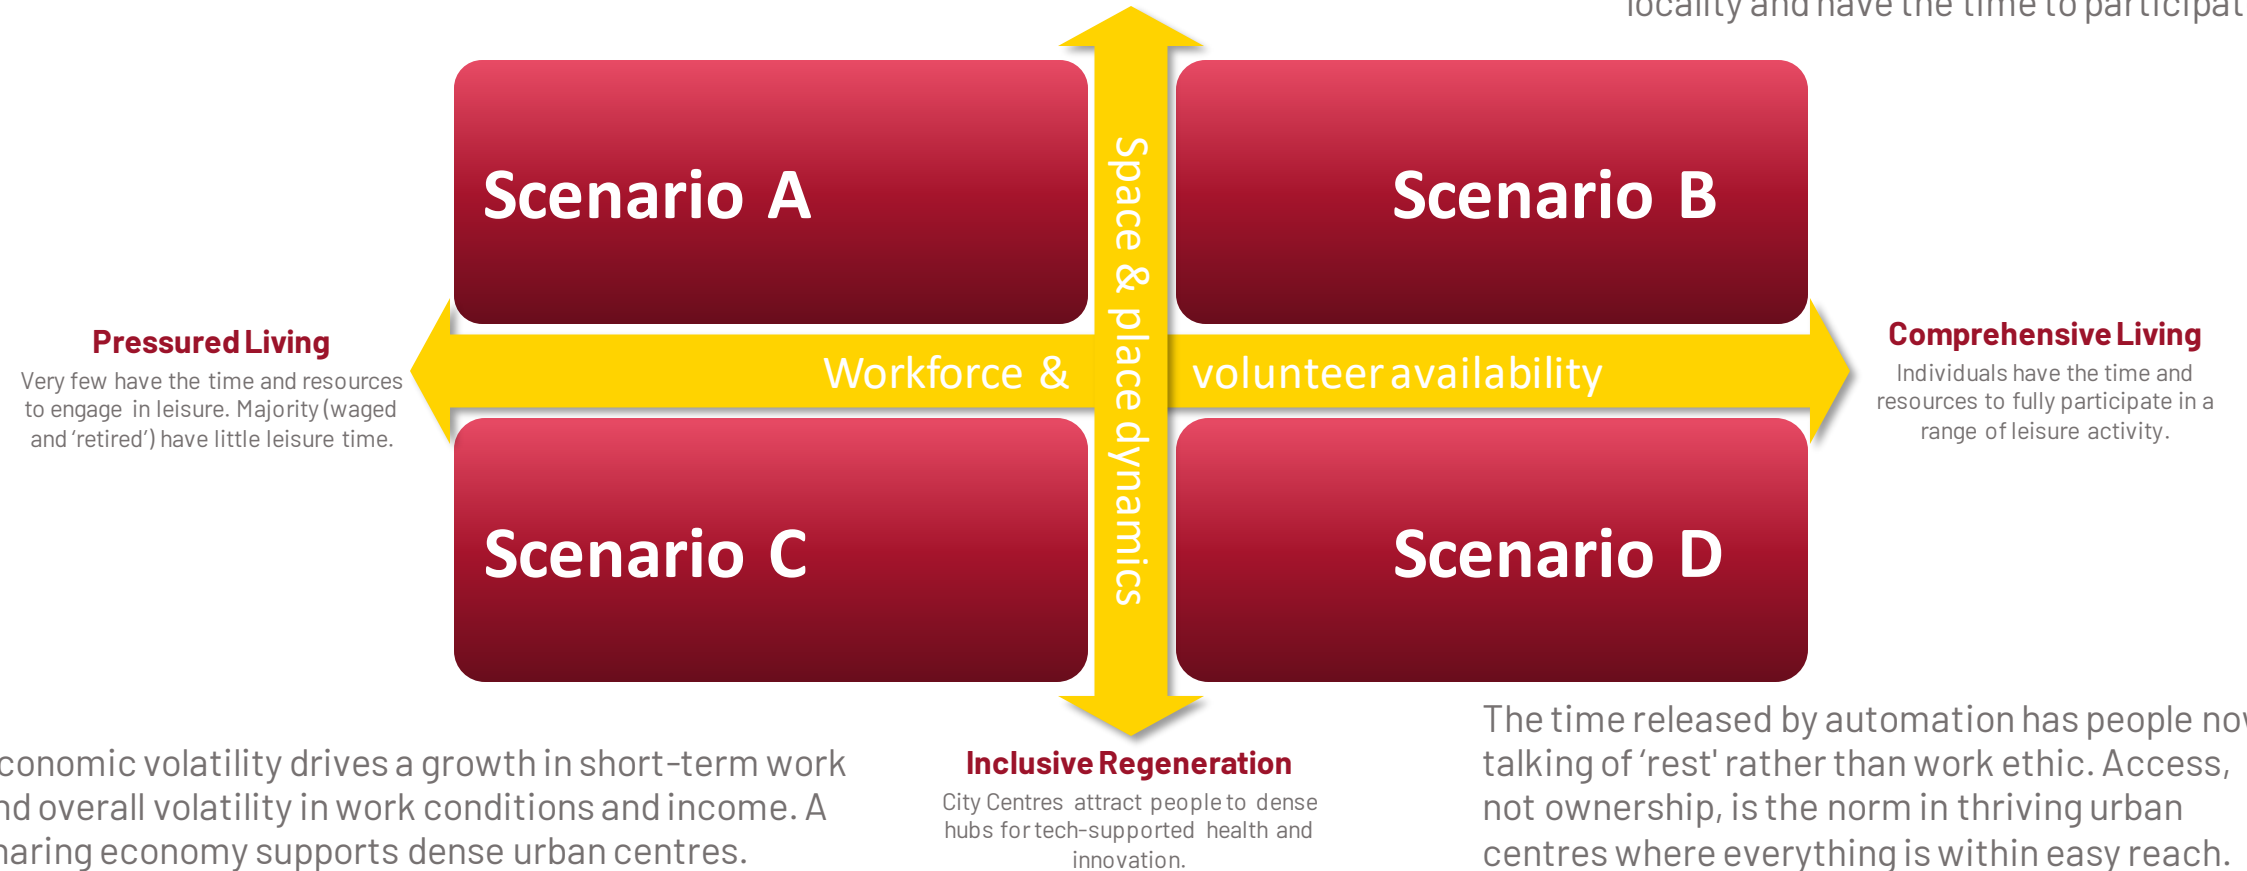 locality and have the time to participat
Scenario A
Scenario B
Space & place dynamics
Pressured Living
Very few have the time and resources
to engage in leisure. Majority (waged
and ‘retired’) have little leisure time.
Workforce & volunteer availability
Comprehensive Living
Individuals have the time and
resources to fully participate in a
range of leisure activity.
Scenario C
Scenario D
conomic volatility drives a growth in short-term work
nd overall volatility in work conditions and income. A
haring economy supports dense urban centres.
Inclusive Regeneration
City Centres attract people to dense
hubs for tech-supported health and
innovation.
The time released by automation has people nov
talking of ‘rest' rather than work ethic. Access,
not ownership, is the norm in thriving urban
centres where everything is within easy reach.